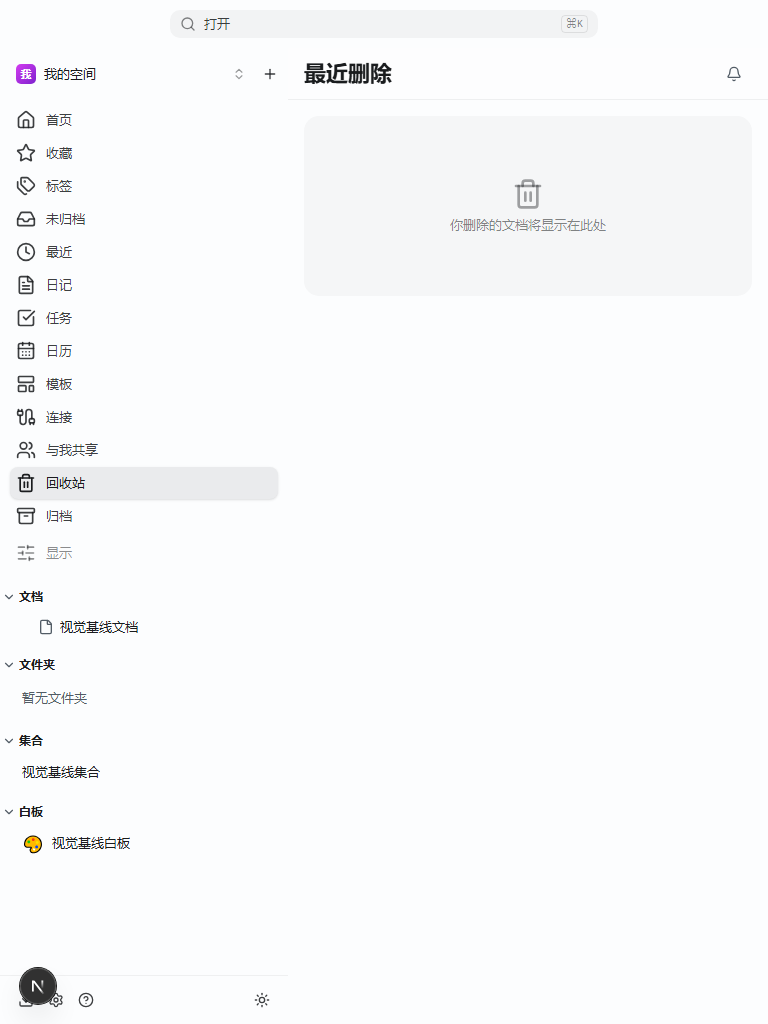 打开
⌘K
我 我的空间
最近删除
首页
收藏
标签
未归档
最近
日记
任务
日历
模板
连接
与我共享
回收站
归档
显示
你删除的文档将显示在此处
文档
视觉基线文档
文件夹
暂无文件夹
集合
视觉基线集合
白板
视觉基线白板
N